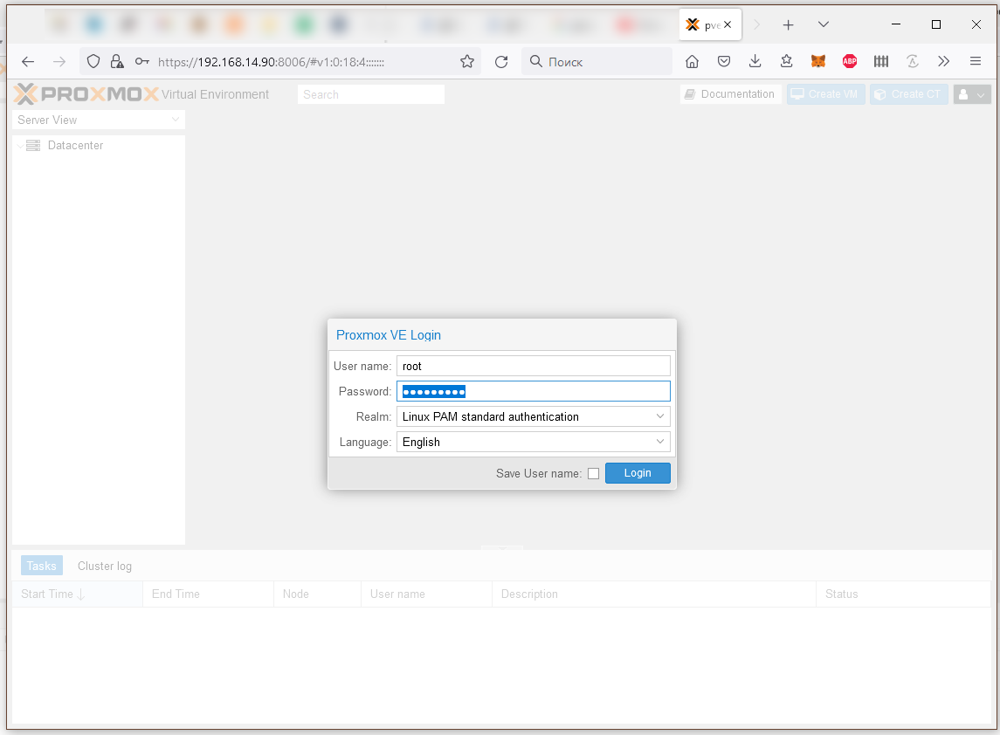 pve
https://192.168.14.90:8006/#v1:0:18:4:::::::
Поиск
ABP
PROXMOX Virtual Environment
Search
Documentation
Create VM
Create CT
Server View
Datacenter
Proxmox VE Login
User name: root
Password: ●●●●●●●●●
Realm: Linux PAM standard authentication
Language: English
Save User name:
Login
Tasks
Cluster log
Start Time
End Time
Node
User name
Description
Status